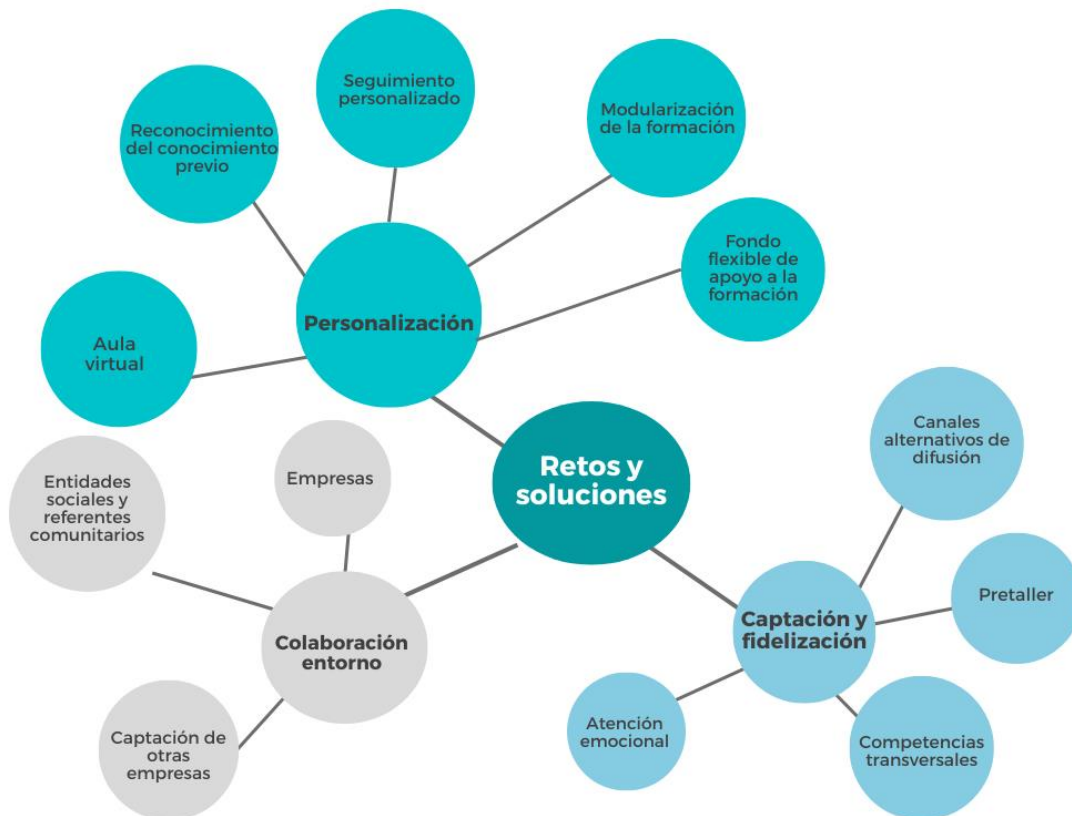 Seguimiento
personalizado
Reconocimiento
del conocimiento
previo
Modularización
de la formación
Fondo
flexible de
apoyo a la
formación
Personalización
Aula
virtual
Retos y
soluciones
Canales
alternativos de
difusión
Pretaller
Captación y
fidelización
Atención
emocional
Competencias
transversales
Empresas
Entidades
sociales y
referentes
comunitarios
Colaboración
entorno
Captación de
otras
empresas